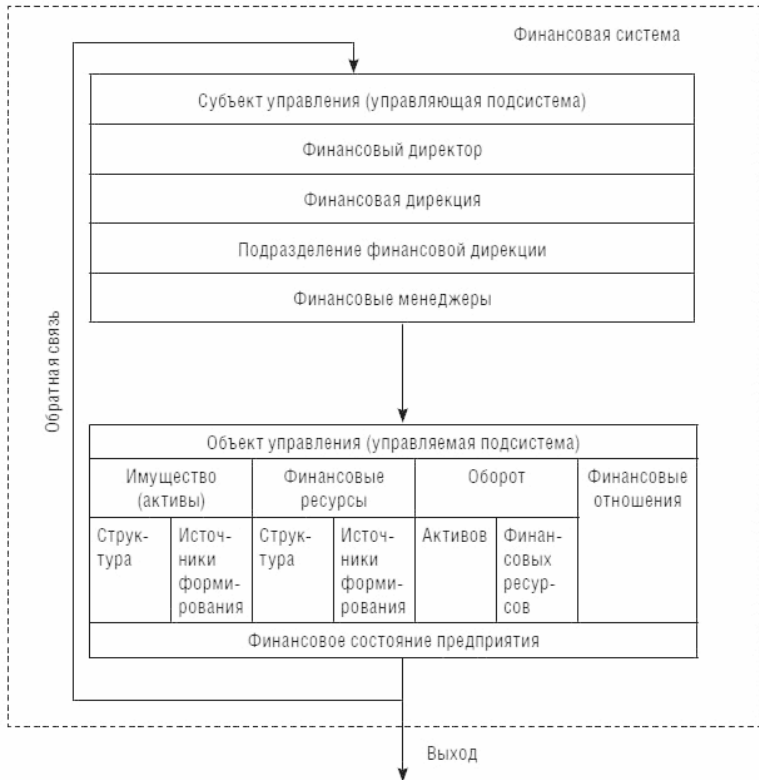 Финансовая система
Субъект управления (управляющая подсистема)
Финансовый директор
Финансовая дирекция
Подразделение финансовой дирекции
Финансовые менеджеры
Обратная связь
Объект управления (управляемая подсистема)
Имущество
(активы)
Финансовые
ресурсы
Оборот
Финансовые
отношения
Струк-
тура
Источ-
ники
форми-
рования
Струк-
тура
Источ-
ники
форми-
рования
Активов
Финан-
совых
ресур-
сов
Финансовое состояние предприятия
Выход